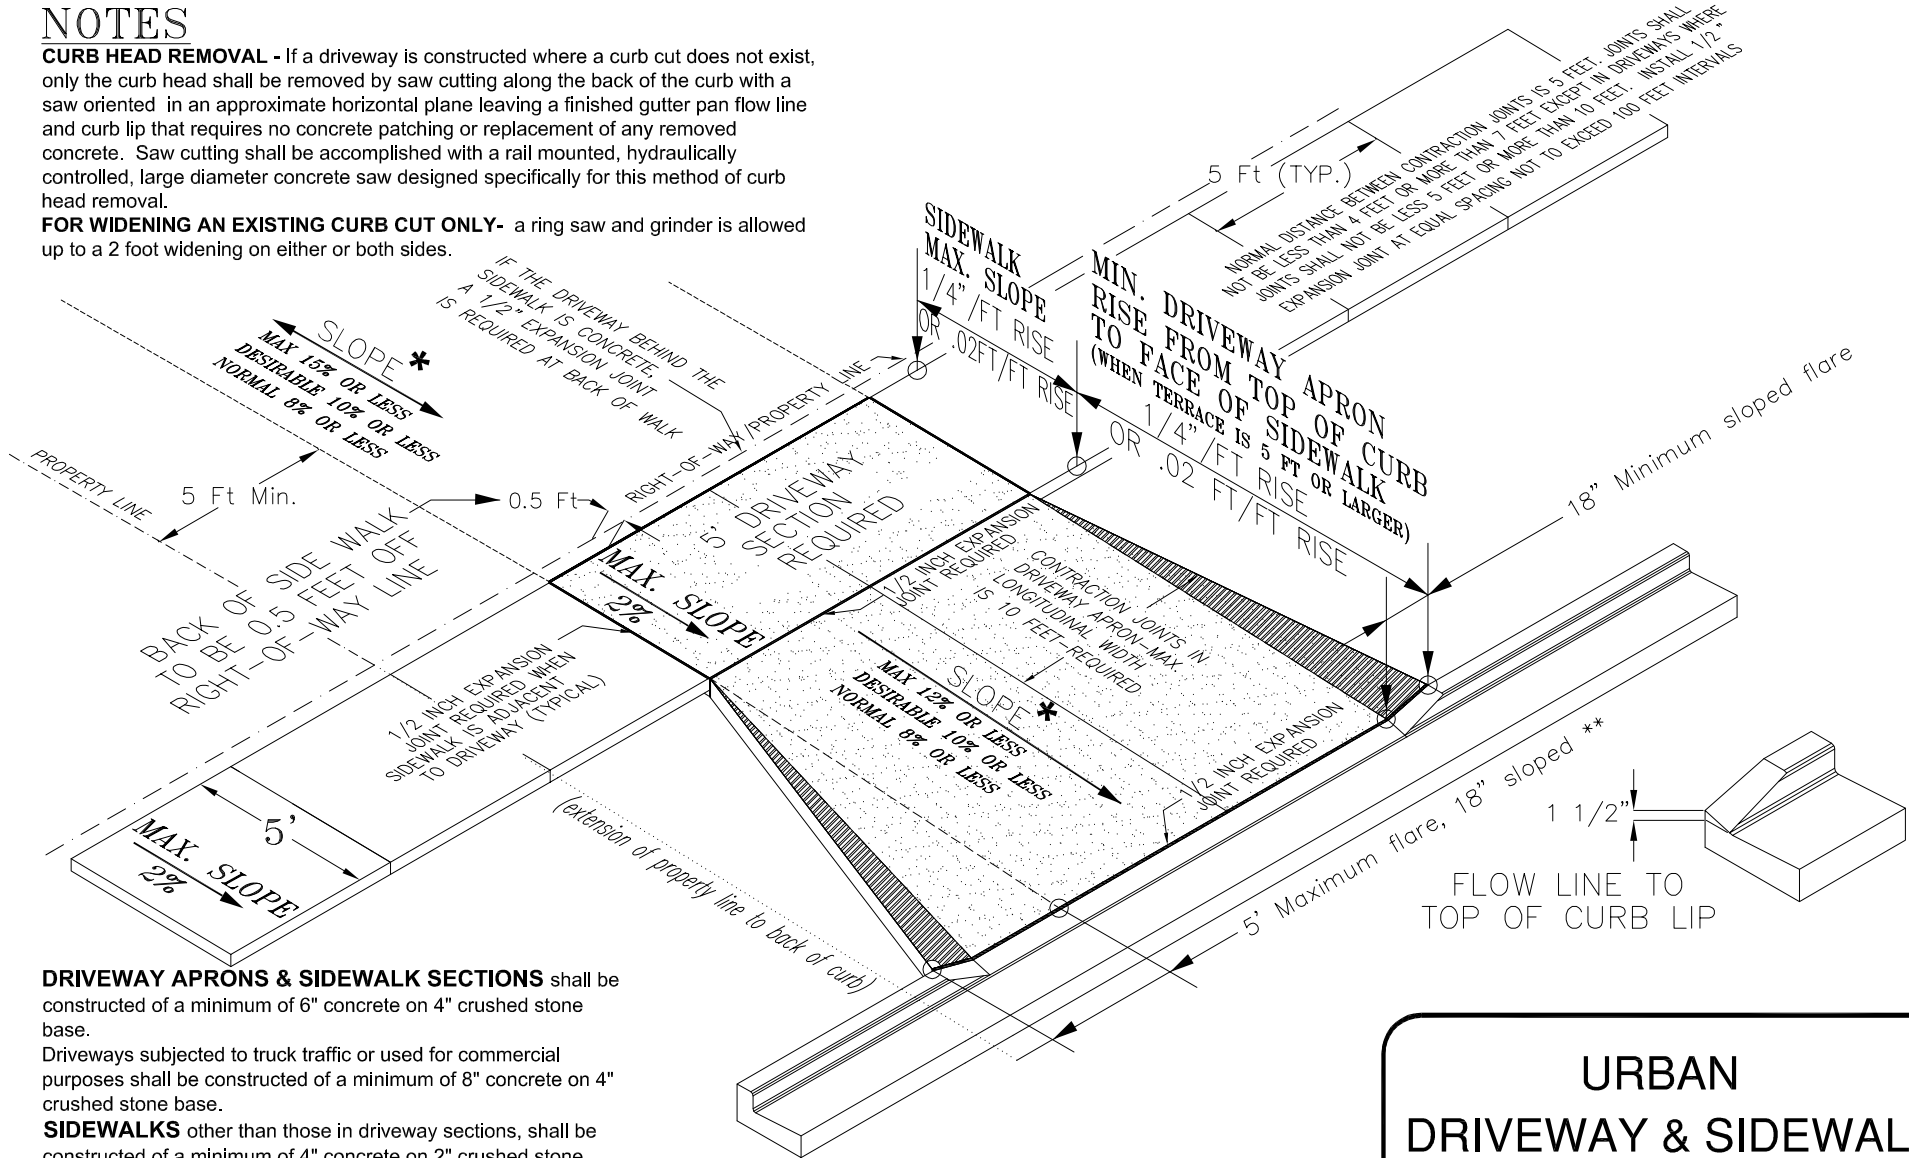 NOTES
CURB HEAD REMOVAL - If a driveway is constructed where a curb cut does not exist,
only the curb head shall be removed by saw cutting along the back of the curb with a
saw oriented in an approximate horizontal plane leaving a finished gutter pan flow line
and curb lip that requires no concrete patching or replacement of any removed
concrete. Saw cutting shall be accomplished with a rail mounted, hydraulically
controlled, large diameter concrete saw designed specifically for this method of curb
head removal.
FOR WIDENING AN EXISTING CURB CUT ONLY- a ring saw and grinder is allowed
up to a 2 foot widening on either or both sides.
NORMAL DISTANCE BETWEEN CONTRACTION JOINTS IS 5 FEET. JOINTS SHALL
NOT BE LESS THAN 4 FEET OR MORE THAN 7 FEET EXCEPT IN DRIVEWAYS WHERE
JOINTS SHALL NOT BE LESS 5 FEET OR MORE THAN 10 FEET. INSTALL 1/2"
EXPANSION JOINT AT EQUAL SPACING NOT TO EXCEED 100 FEET INTERVALS
5 Ft (TYP.)
SIDEWALK
MAX. SLOPE
1/4" /FT RISE
OR .02FT/FT RISE
MIN. DRIVEWAY APRON
RISE FROM TOP OF CURB
TO FACE OF SIDEWALK
(WHEN TERRACE IS 5 FT OR LARGER)
1/4" /FT RISE
OR .02 FT/FT RISE
IF THE DRIVEWAY BEHIND THE
SIDEWALK IS CONCRETE,
A 1/2" EXPANSION JOINT
IS REQUIRED AT BACK OF WALK
SLOPE *
MAX 15% OR LESS
DESIRABLE 10% OR LESS
NORMAL 8% OR LESS
PROPERTY LINE
5 Ft Min.
0.5 Ft
RIGHT-OF-WAY/PROPERTY LINE
BACK OF SIDE WALK
TO BE 0.5 FEET OFF
RIGHT-OF-WAY LINE
5' DRIVEWAY
SECTION
REQUIRED
MAX. SLOPE
2%
1/2 INCH EXPANSION
JOINT REQUIRED
CONTRACTION JOINTS IN
DRIVEWAY APRON-MAX.
LONGITUDINAL WIDTH
IS 10 FEET-REQUIRED
18" Minimum sloped flare
1/2 INCH EXPANSION
JOINT REQUIRED WHEN
SIDEWALK IS ADJACENT
TO DRIVEWAY (TYPICAL)
SLOPE *
MAX 12% OR LESS
DESIRABLE 10% OR LESS
NORMAL 8% OR LESS
1/2 INCH EXPANSION
JOINT REQUIRED
5' Maximum flare, 18" sloped **
1 1/2"
FLOW LINE TO
TOP OF CURB LIP
5'
MAX. SLOPE
2%
(extension of property line to back of curb)
DRIVEWAY APRONS & SIDEWALK SECTIONS shall be
constructed of a minimum of 6" concrete on 4" crushed stone
base.
Driveways subjected to truck traffic or used for commercial
purposes shall be constructed of a minimum of 8" concrete on 4"
crushed stone base.
SIDEWALKS other than those in driveway sections, shall be
constructed of a minimum of 4" concrete on 2" crushed stone
URBAN
DRIVEWAY & SIDEWAL